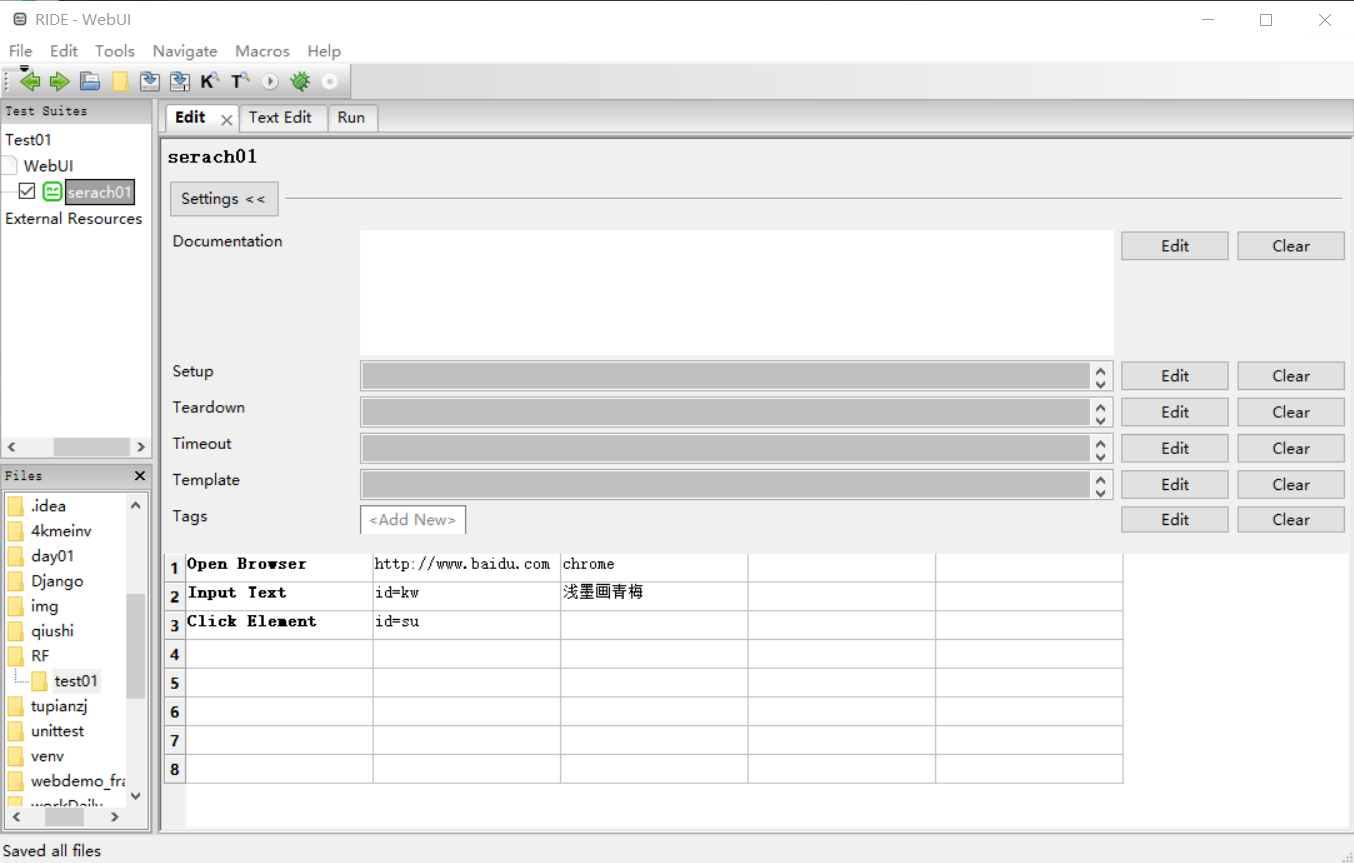 RIDE - WebUI
File Edit Tools Navigate Macros Help
K T
Test Suites
Test01
WebUI
serach01
External Resources
Files
.idea
4kmeinv
day01
Django
img
qiushi
RF
test01
tupianzj
unittest
venv
webdemo_fra
workDaily
Edit Text Edit Run
serach01
Settings <<
Documentation Edit Clear
Setup Edit Clear
Teardown Edit Clear
Timeout Edit Clear
Template Edit Clear
Tags <Add New> Edit Clear
1 Open Browser http://www.baidu.com chrome
2 Input Text id=kw 浅墨画青梅
3 Click Element id=su
4
5
6
7
8
Saved all files